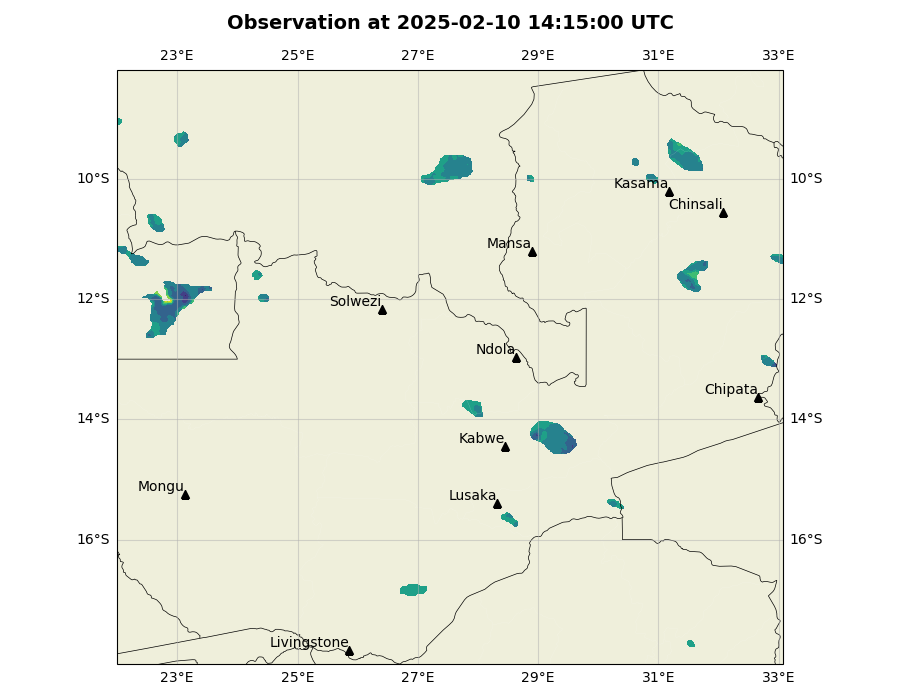 Observation at 2025-02-10 14:15:00 UTC
23°E 25°E 27°E 29°E 31°E 33°E
10°S 10°S
Kasama
Chinsali
Mansa
12°S 12°S
Solwezi
Ndola
Chipata
14°S 14°S
Kabwe
Mongu
Lusaka
16°S 16°S
Livingstone
23°E 25°E 27°E 29°E 31°E 33°E